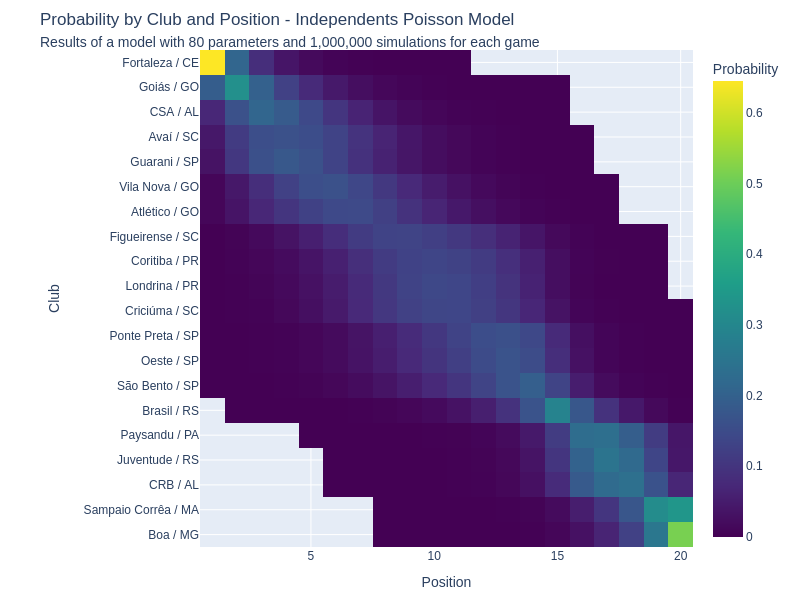 Probability by Club and Position - Independents Poisson Model
Results of a model with 80 parameters and 1,000,000 simulations for each game
Probability
Fortaleza / CE
Goiás / GO
CSA / AL
Avaí / SC
Guarani / SP
Vila Nova / GO
Atlético / GO
Figueirense / SC
Coritiba / PR
Londrina / PR
Criciúma / SC
Ponte Preta / SP
Oeste / SP
São Bento / SP
Brasil / RS
Paysandu / PA
Juventude / RS
CRB / AL
Sampaio Corrêa / MA
Boa / MG
Club
5
10
15
20
Position
0.6
0.5
0.4
0.3
0.2
0.1
0